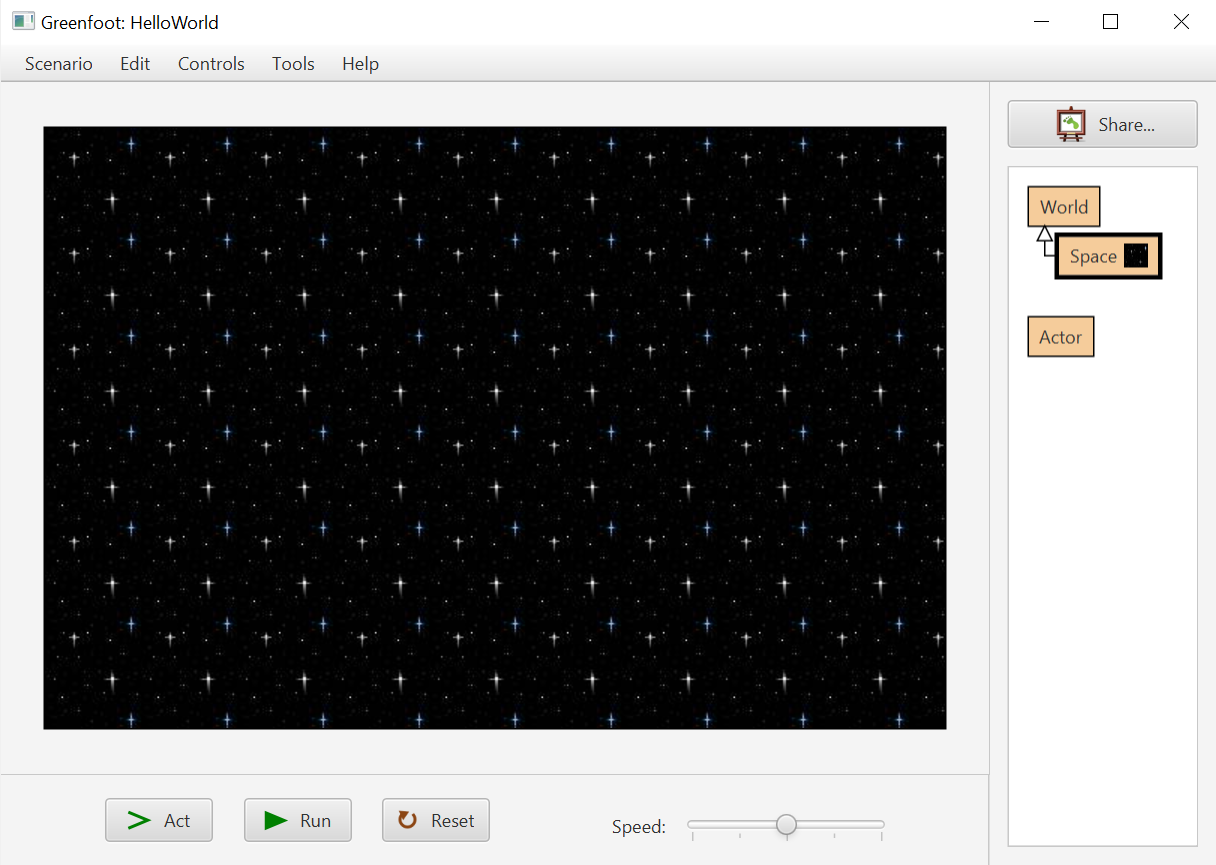 Greenfoot: HelloWorld
Scenario Edit Controls Tools Help
Share...
World
Space
Actor
Act Run Reset Speed: